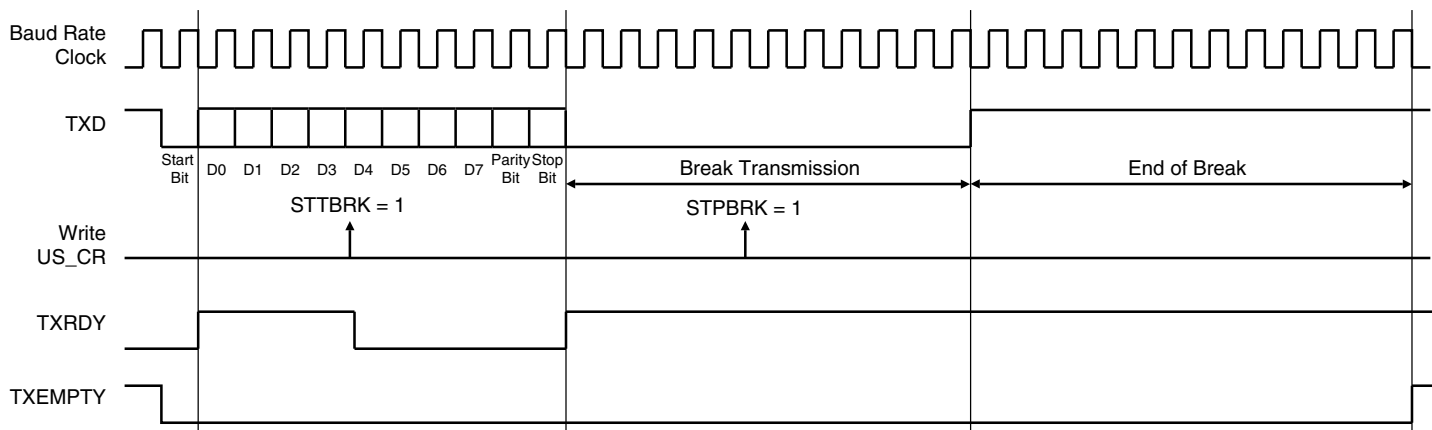 Baud Rate
Clock
TXD
Start
Bit
D0 D1 D2 D3 D4 D5 D6 D7
Parity
Bit
Stop
Bit
Break Transmission
End of Break
STTBRK = 1
STPBRK = 1
Write
US_CR
TXRDY
TXEMPTY